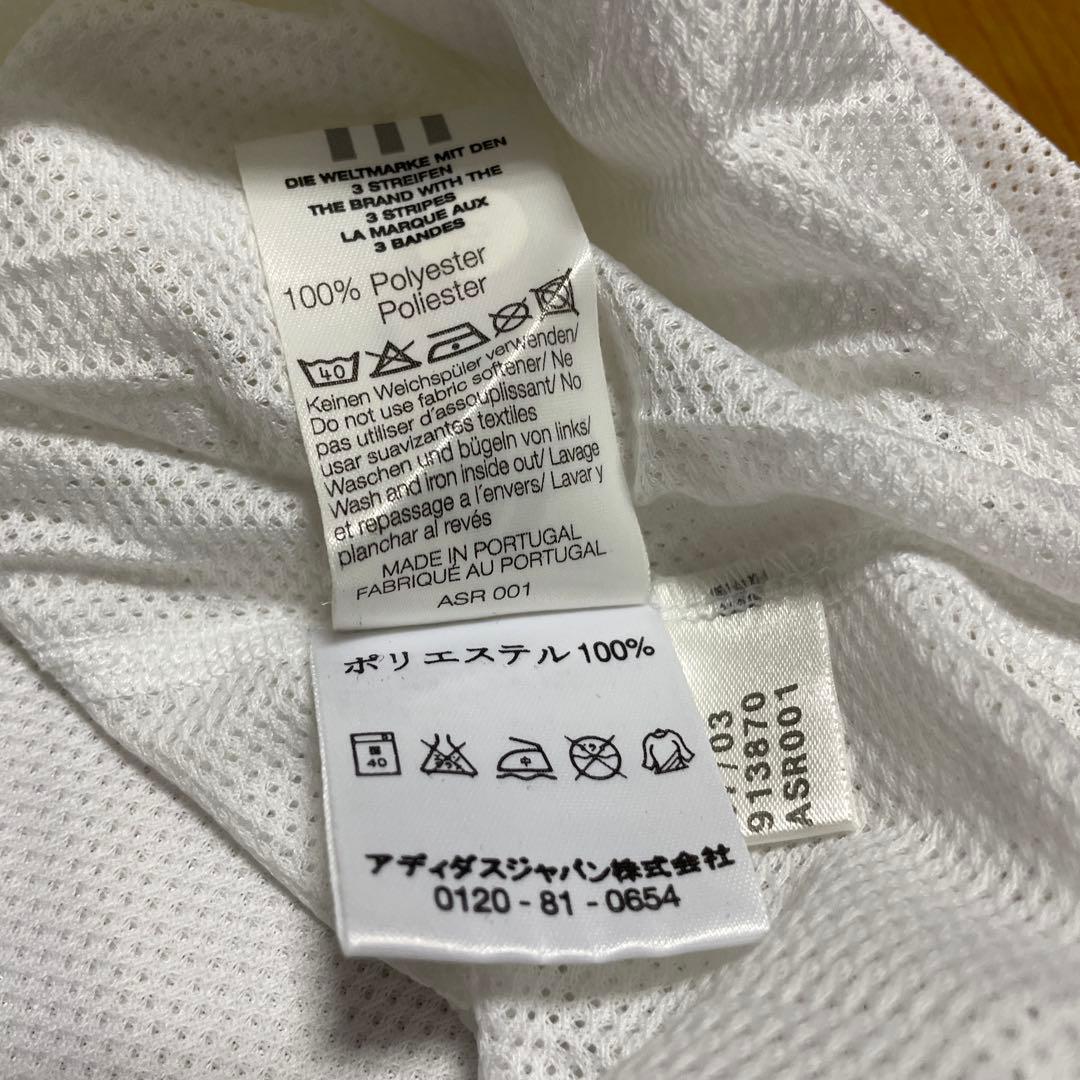 DIE WELTMARKE MIT DEN
3 STREIFEN
THE BRAND WITH THE
3 STRIPES
LA MARQUE AUX
3 BANDES
100% Polyester
Poliester
40
Keinen Weichspüler verwenden/
Do not use fabric softener/ Ne
pas utiliser d'assouplissant/ No
usar suavizantes textiles
Waschen und bügeln von links/
Wash and iron inside out/ Lavage
et repassage a l'envers/ Lavar y
planchar al revés
MADE IN PORTUGAL
FABRIQUÉ AU PORTUGAL
ASR 001
ポリエステル 100%
40
中
アディダスジャパン株式会社
0120 - 81 - 0654
/03
913870
ASR001